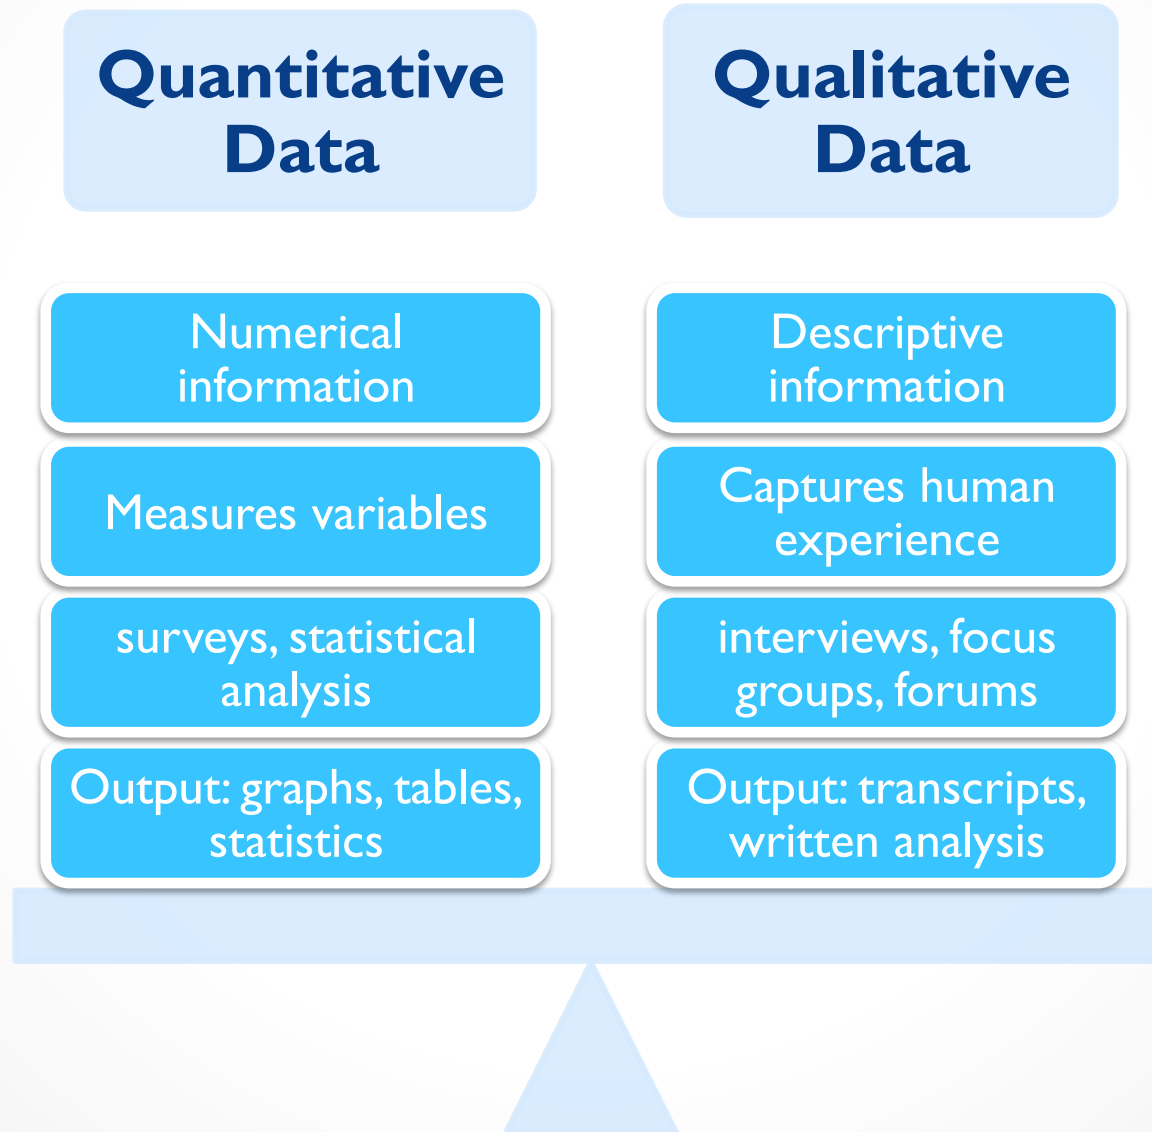 Quantitative
Data
Numerical
information
Measures variables
surveys, statistical
analysis
Output: graphs, tables,
statistics
Qualitative
Data
Descriptive
information
Captures human
experience
interviews, focus
groups, forums
Output: transcripts,
written analysis